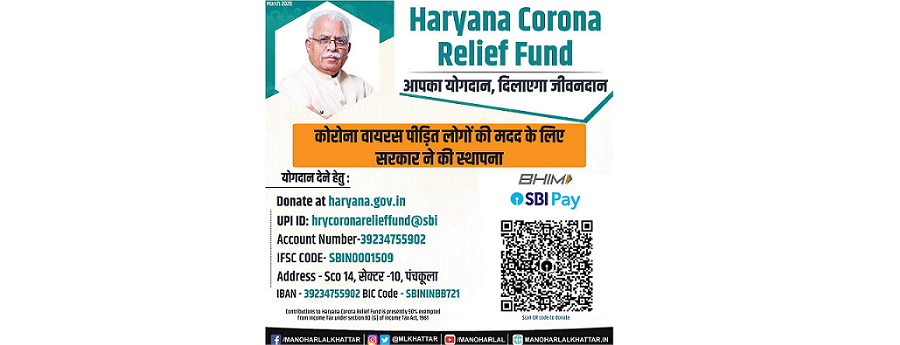 March 2020
Haryana Corona
Relief Fund
आपका योगदान, दिलाएगा जीवनदान
कोरोना वायरस पीड़ित लोगों की मदद के लिए
सरकार ने की स्थापना
योगदान देने हेतु :
BHIM
SBI Pay
Donate at haryana.gov.in
UPI ID: hrycoronarelieffund@sbi
Account Number-39234755902
IFSC CODE- SBIN0001509
Address - Sco 14, सेक्टर -10, पंचकूला
IBAN - 39234755902 BIC Code - SBININBB721
Contributions to Haryana Corona Relief Fund is presently 50% exempted
from Income Tax under section 80 (G) of Income Tax Act, 1961
Scan QR code to donate
/MANOHARLALKHATTAR @MLKHATTAR /MANOHARLAL MANOHARLALKHATTAR.IN